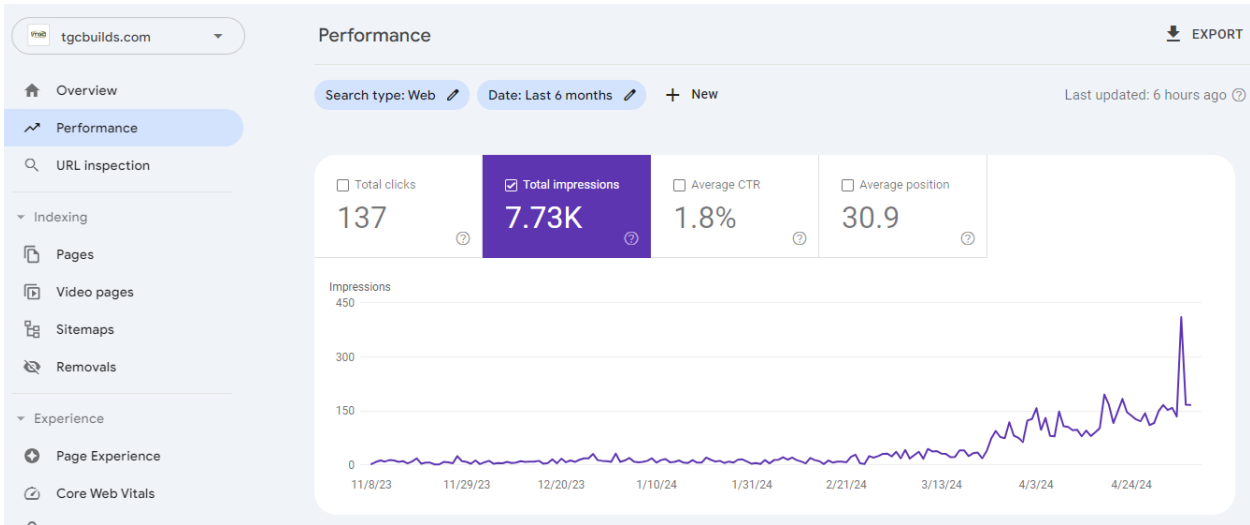 tgcbuilds.com
Overview
Performance
URL inspection
Indexing
Pages
Video pages
Sitemaps
Removals
Experience
Page Experience
Core Web Vitals
Performance
EXPORT
Search type: Web
Date: Last 6 months
+ New
Last updated: 6 hours ago
Total clicks
137
Total impressions
7.73K
Average CTR
1.8%
Average position
30.9
Impressions
450
300
150
0
11/8/23 11/29/23 12/20/23 1/10/24 1/31/24 2/21/24 3/13/24 4/3/24 4/24/24